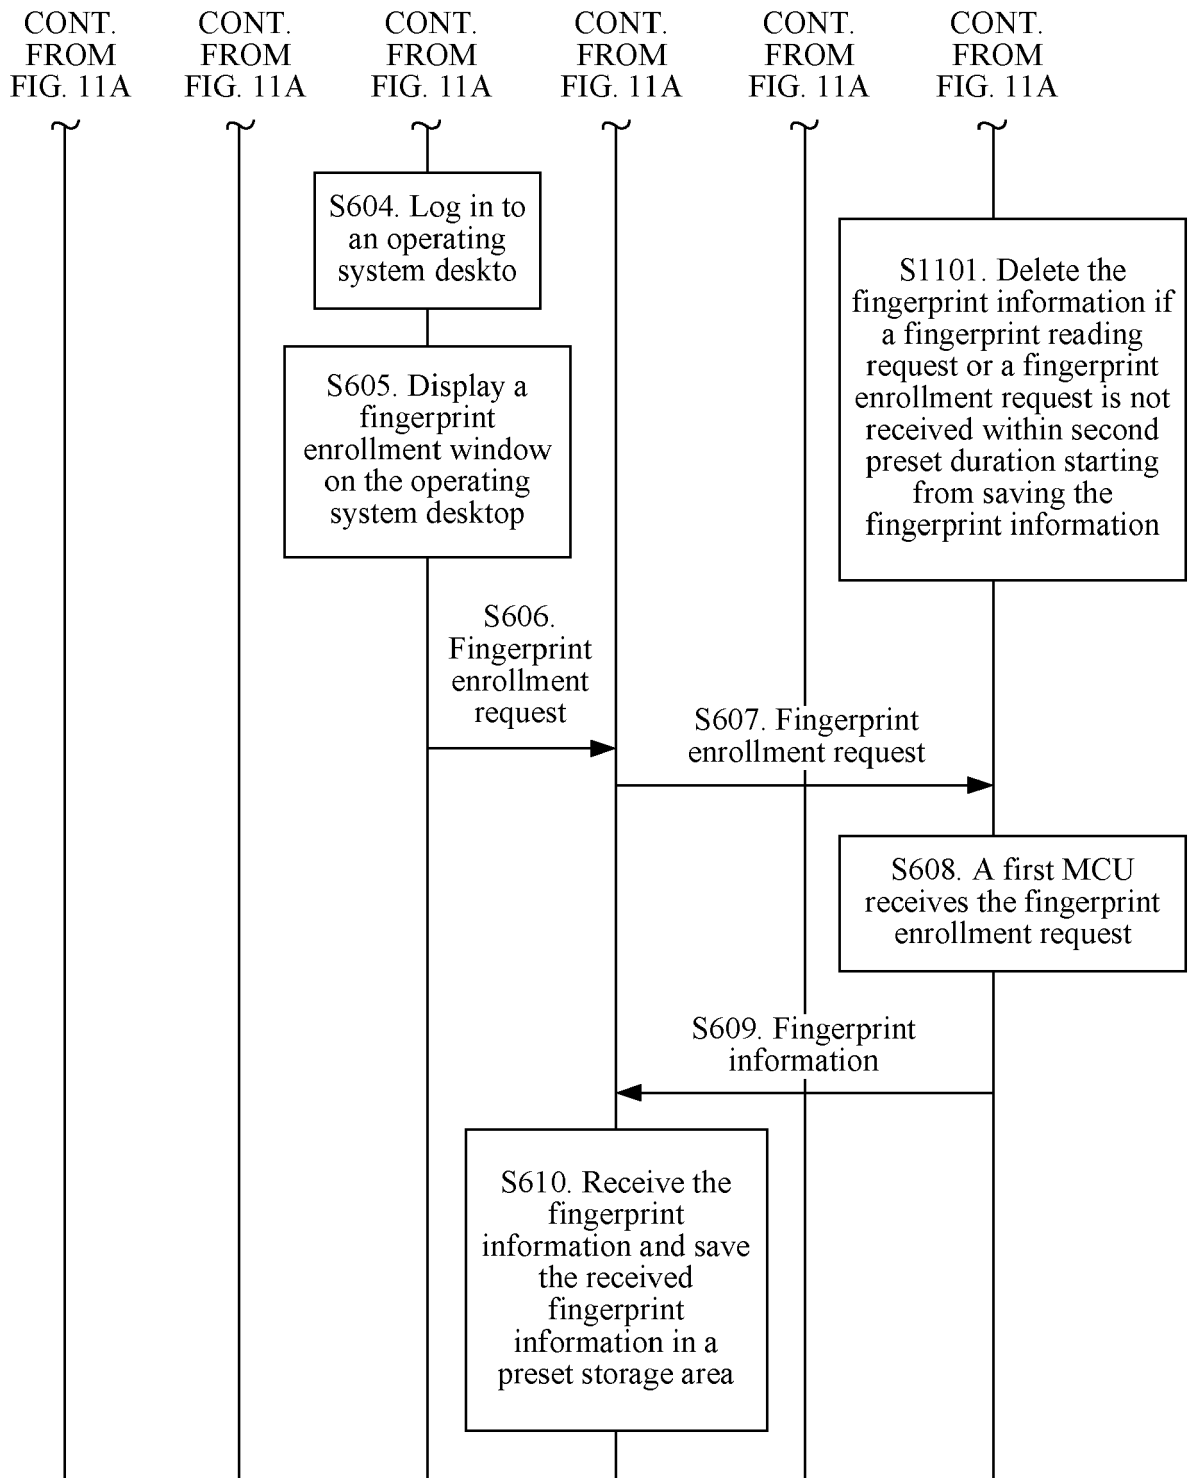 CONT.
FROM
FIG. 11A
CONT.
FROM
FIG. 11A
CONT.
FROM
FIG. 11A
CONT.
FROM
FIG. 11A
CONT.
FROM
FIG. 11A
CONT.
FROM
FIG. 11A
S604. Log in to
an operating
system deskto
S1101. Delete the
fingerprint information if
a fingerprint reading
request or a fingerprint
enrollment request is not
received within second
preset duration starting
from saving the
fingerprint information
S605. Display a
fingerprint
enrollment window
on the operating
system desktop
S606.
Fingerprint
enrollment
request
S607. Fingerprint
enrollment request
S608. A first MCU
receives the fingerprint
enrollment request
S609. Fingerprint
information
S610. Receive the
fingerprint
information and save
the received
fingerprint
information in a
preset storage area